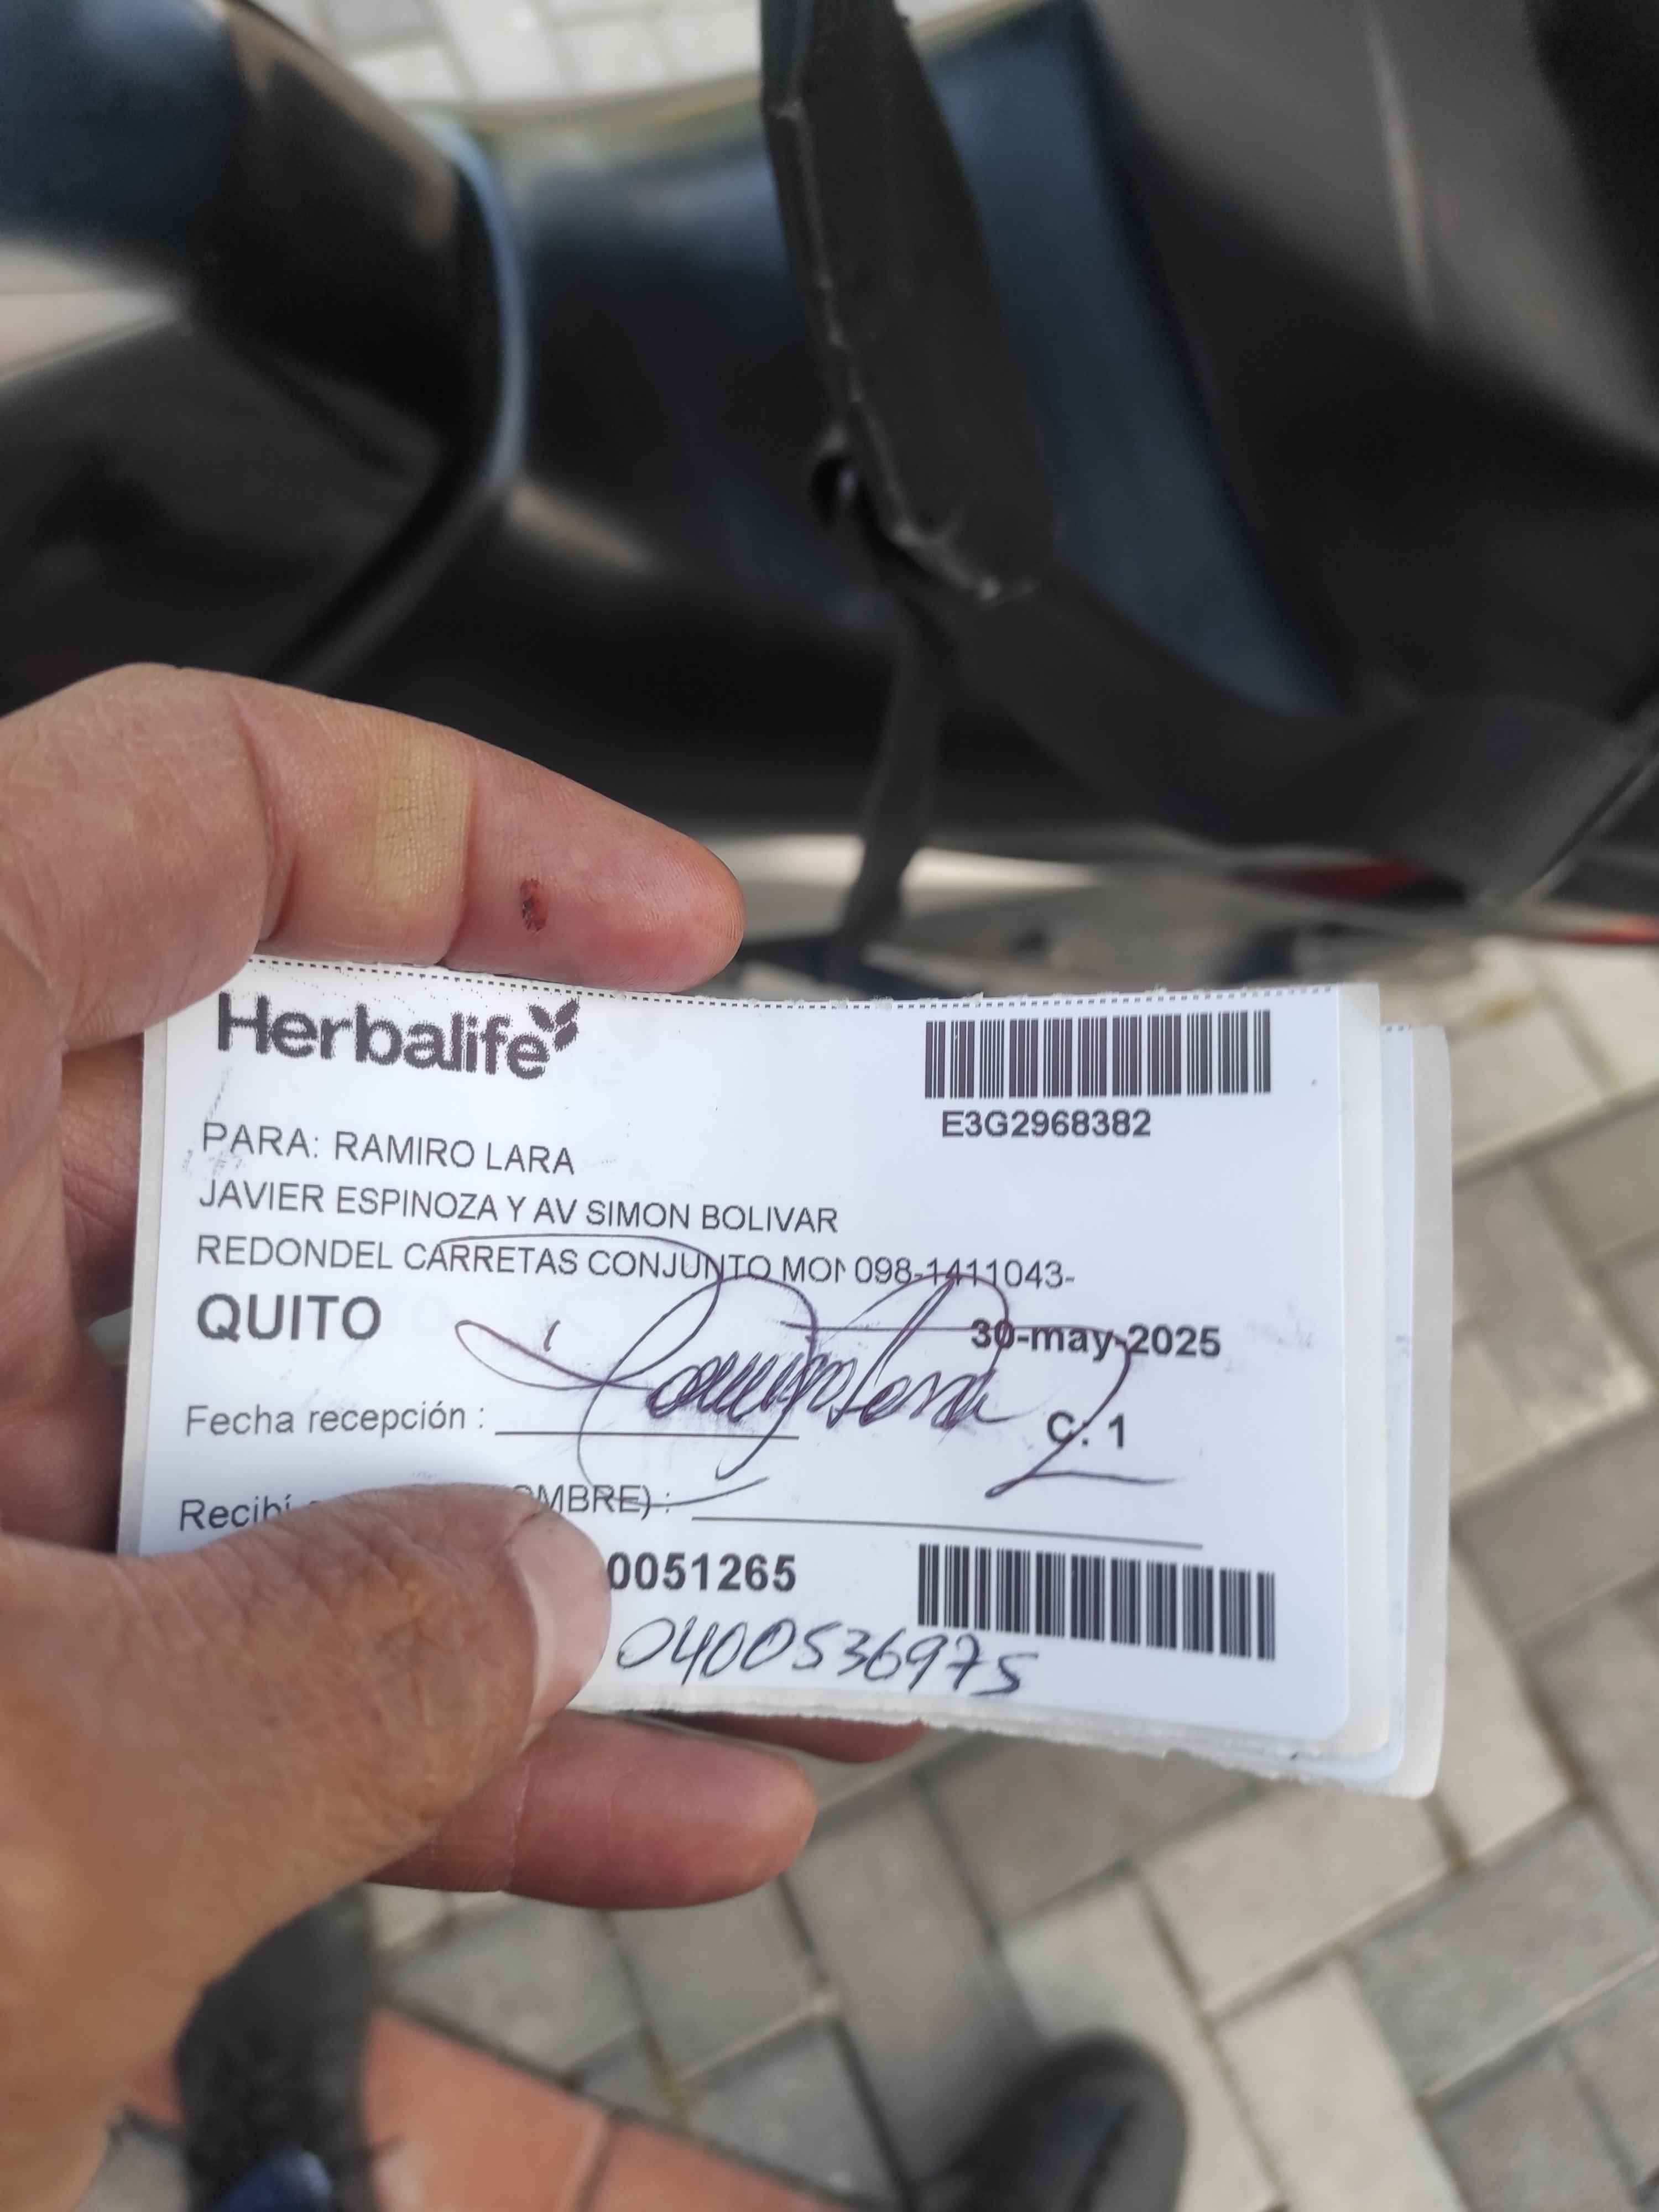 Herbalife
E3G2968382
PARA: RAMIRO LARA
JAVIER ESPINOZA Y AV SIMON BOLIVAR
REDONDEL CARRETAS CONJUNTO MON 098-1411043-
QUITO
30-may-2025
Fecha recepción :
C: 1
Recibí
OMBRE) :
0051265
0400536975